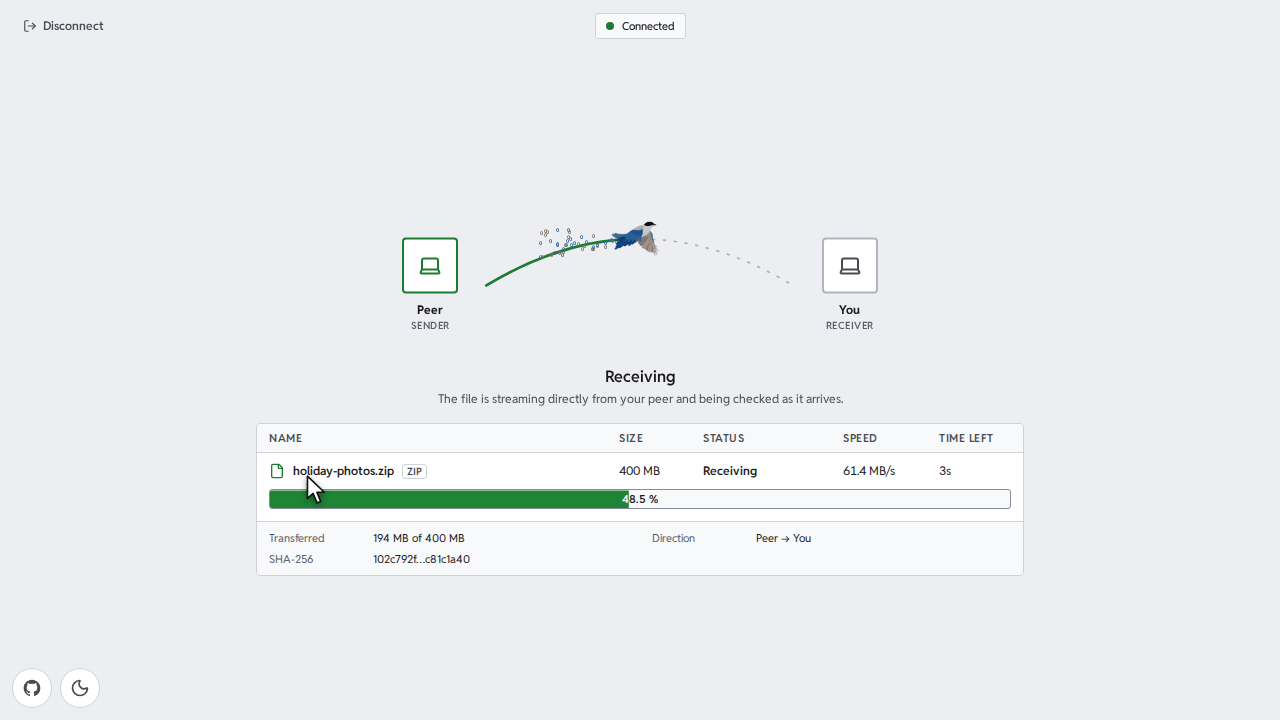 Disconnect
Connected
Peer
SENDER
You
RECEIVER
Receiving
The file is streaming directly from your peer and being checked as it arrives.
NAME SIZE STATUS SPEED TIME LEFT
holiday-photos.zip ZIP 400 MB Receiving 61.4 MB/s 3s
48.5 %
Transferred 194 MB of 400 MB Direction Peer → You
SHA-256 102c792f…c81c1a40